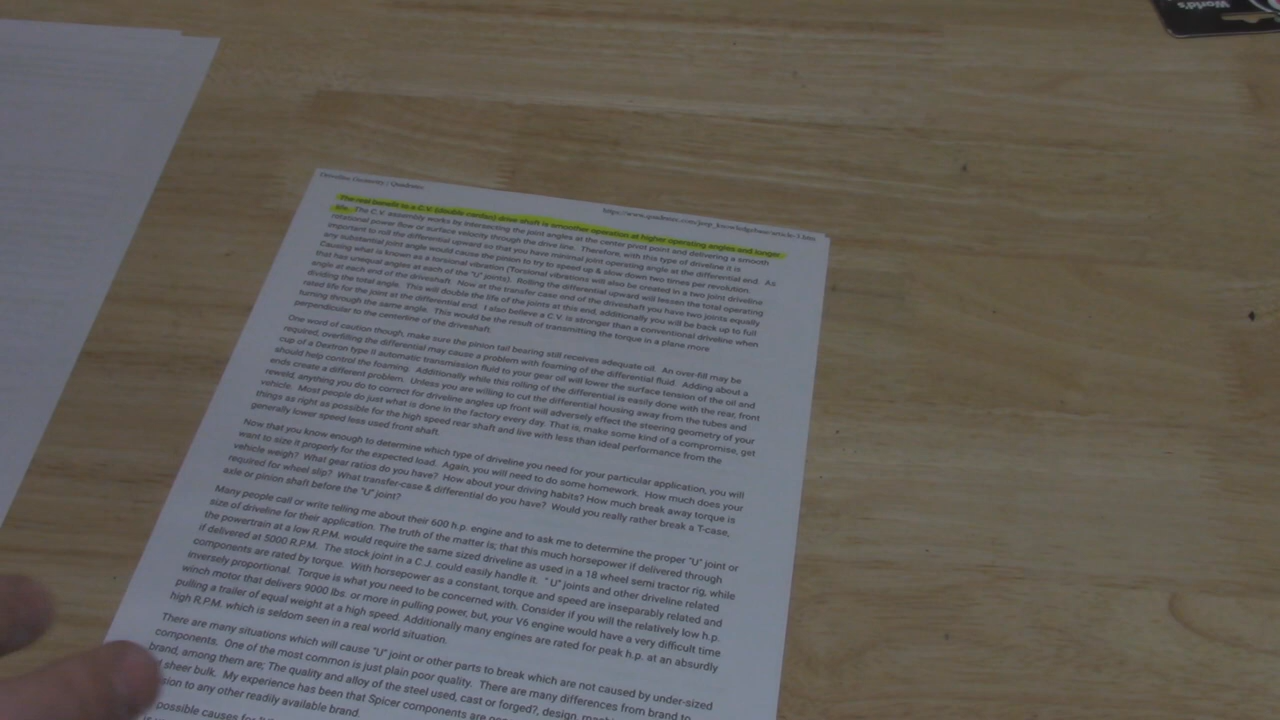 World's
Driveline Geometry | Quadratec
https://www.quadratec.com/jeep_knowledgebase/article-3.htm
The real benefit to a C.V. (double cardan) drive shaft is smoother operation at higher operating angles and longer
life. The C.V. assembly works by intersecting the joint angles at the center pivot point and delivering a smooth
rotational power flow or surface velocity through the drive line. Therefore, with this type of driveline it is
important to roll the differential upward so that you have minimal joint operating angle at the differential end. As
any substantial joint angle would cause the pinion to try to speed up & slow down two times per revolution.
Causing what is known as a torsional vibration (Torsional vibrations will also be created in a two joint driveline
that has unequal angles at each of the "U" joints). Rolling the differential upward will lessen the total operating
angle at each end of the driveshaft. Now at the transfer case end of the driveshaft you have two joints equally
dividing the total angle. This will double the life of the joints at this end, additionally you will be back up to full
rated life for the joint at the differential end. I also believe a C.V. is stronger than a conventional driveline when
turning through the same angle. This would be the result of transmitting the torque in a plane more
perpendicular to the centerline of the driveshaft.
One word of caution though, make sure the pinion tail bearing still receives adequate oil. An over-fill may be
required, overfilling the differential may cause a problem with foaming of the differential fluid. Adding about a
cup of a Dextron type II automatic transmission fluid to your gear oil will lower the surface tension of the oil and
should help control the foaming. Additionally while this rolling of the differential is easily done with the rear, front
ends create a different problem. Unless you are willing to cut the differential housing away from the tubes and
reweld, anything you do to correct for driveline angles up front will adversely effect the steering geometry of your
vehicle. Most people do just what is done in the factory every day. That is, make some kind of a compromise, get
things as right as possible for the high speed rear shaft and live with less than ideal performance from the
generally lower speed less used front shaft.
Now that you know enough to determine which type of driveline you need for your particular application, you will
want to size it properly for the expected load. Again, you will need to do some homework. How much does your
vehicle weigh? What gear ratios do you have? How about your driving habits? How much break away torque is
required for wheel slip? What transfer-case & differential do you have? Would you really rather break a T-case,
axle or pinion shaft before the "U" joint?
Many people call or write telling me about their 600 h.p. engine and to ask me to determine the proper "U" joint or
size of driveline for their application. The truth of the matter is; that this much horsepower if delivered through
the powertrain at a low R.P.M. would require the same sized driveline as used in a 18 wheel semi tractor rig, while
if delivered at 5000 R.P.M. The stock joint in a C.J. could easily handle it. "U" joints and other driveline related
components are rated by torque. With horsepower as a constant, torque and speed are inseparably related and
inversely proportional. Torque is what you need to be concerned with. Consider if you will the relatively low h.p.
winch motor that delivers 9000 lbs. or more in pulling power, but, your V6 engine would have a very difficult time
pulling a trailer of equal weight at a high speed. Additionally many engines are rated for peak h.p. at an absurdly
high R.P.M. which is seldom seen in a real world situation.
There are many situations which will cause "U" joint or other parts to break which are not caused by under-sized
components. One of the most common is just plain poor quality. There are many differences from brand to
brand, among them are; The quality and alloy of the steel used, cast or forged?, design,
sheer bulk. My experience has been that Spicer components are
to any other readily available brand.
possible causes for